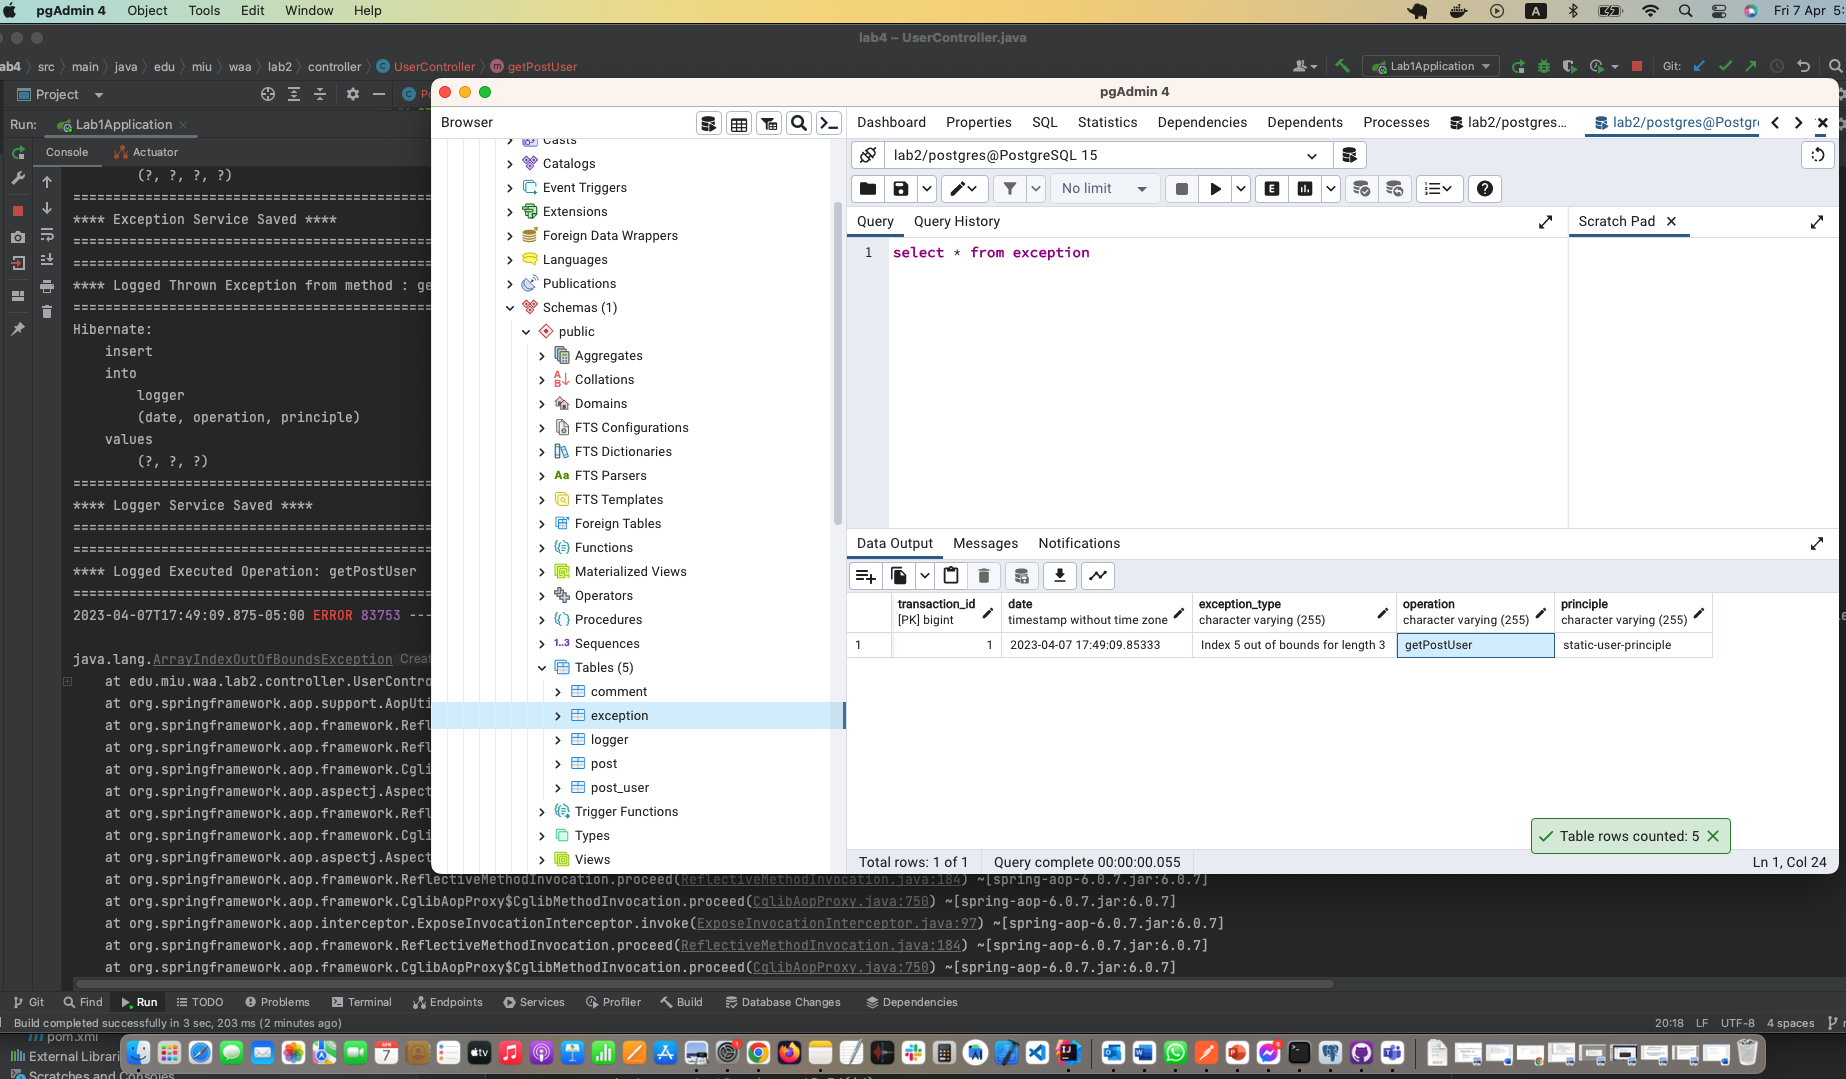 pgAdmin 4 Object Tools Edit Window Help
A
Fri 7 Apr 5:
lab4 – UserController.java
ab4 src main java edu miu waa lab2 controller UserController getPostUser
Lab1Application
Git:
Project
Run: Lab1Application
Console Actuator
(?, ?, ?, ?)
======================================
**** Exception Service Saved ****
======================================
======================================
**** Logged Thrown Exception from method : ge
======================================
Hibernate:
insert
into
logger
(date, operation, principle)
values
(?, ?, ?)
======================================
**** Logger Service Saved ****
======================================
======================================
**** Logged Executed Operation: getPostUser
======================================
2023-04-07T17:49:09.875-05:00 ERROR 83753 ---
java.lang.ArrayIndexOutOfBoundsException Creat
at edu.miu.waa.lab2.controller.UserContro
at org.springframework.aop.support.AopUti
at org.springframework.aop.framework.Refl
at org.springframework.aop.framework.Refl
at org.springframework.aop.framework.Cgli
at org.springframework.aop.aspectj.Aspect
at org.springframework.aop.framework.Refl
at org.springframework.aop.framework.Cgli
at org.springframework.aop.aspectj.Aspect
at org.springframework.aop.framework.ReflectiveMethodInvocation.proceed(ReflectiveMethodInvocation.java:184) ~[spring-aop-6.0.7.jar:6.0.7]
at org.springframework.aop.framework.CglibAopProxy$CglibMethodInvocation.proceed(CglibAopProxy.java:750) ~[spring-aop-6.0.7.jar:6.0.7]
at org.springframework.aop.interceptor.ExposeInvocationInterceptor.invoke(ExposeInvocationInterceptor.java:97) ~[spring-aop-6.0.7.jar:6.0.7]
at org.springframework.aop.framework.ReflectiveMethodInvocation.proceed(ReflectiveMethodInvocation.java:184) ~[spring-aop-6.0.7.jar:6.0.7]
at org.springframework.aop.framework.CglibAopProxy$CglibMethodInvocation.proceed(CglibAopProxy.java:750) ~[spring-aop-6.0.7.jar:6.0.7]
pgAdmin 4
Browser
Casts
Catalogs
Event Triggers
Extensions
Foreign Data Wrappers
Languages
Publications
Schemas (1)
public
Aggregates
Collations
Domains
FTS Configurations
FTS Dictionaries
Aa FTS Parsers
FTS Templates
Foreign Tables
Functions
Materialized Views
Operators
Procedures
1..3 Sequences
Tables (5)
comment
exception
logger
post
post_user
Trigger Functions
Types
Views
Dashboard Properties SQL Statistics Dependencies Dependents Processes lab2/postgres... lab2/postgres@Postgr
lab2/postgres@PostgreSQL 15
No limit
E
Query Query History
Scratch Pad
1 select * from exception
Data Output Messages Notifications
transaction_id date exception_type operation principle
[PK] bigint timestamp without time zone character varying (255) character varying (255) character varying (255)
1 1 2023-04-07 17:49:09.85333 Index 5 out of bounds for length 3 getPostUser static-user-principle
Table rows counted: 5
Total rows: 1 of 1 Query complete 00:00:00.055 Ln 1, Col 24
Git Find Run TODO Problems Terminal Endpoints Services Profiler Build Database Changes Dependencies
Build completed successfully in 3 sec, 203 ms (2 minutes ago)
20:18 LF UTF-8 4 spaces
pom.xml
External Librari
Scratches and Consoles
APR
7
tv